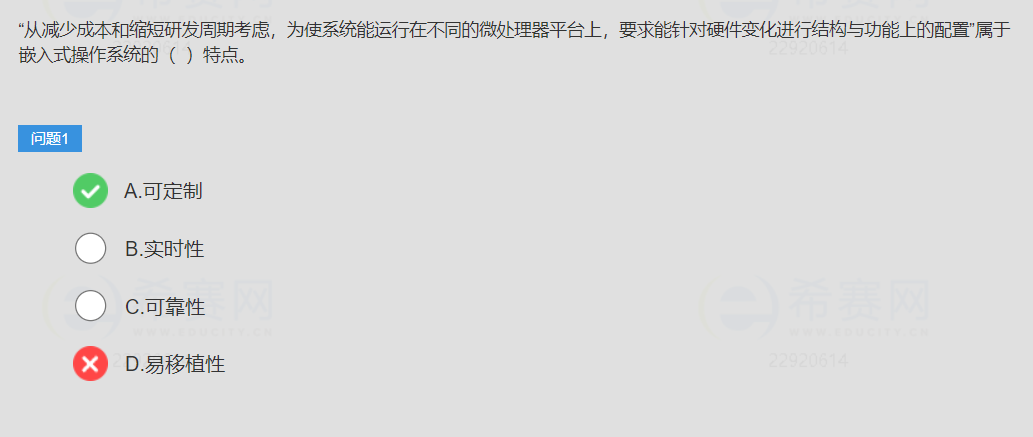 “从减少成本和缩短研发周期考虑，为使系统能运行在不同的微处理器平台上，要求能针对硬件变化进行结构与功能上的配置”属于
嵌入式操作系统的（ ）特点。
22920614
问题1
A.可定制
B.实时性
C.可靠性
希赛网
WWW.EDUCITY.CN
希赛网
WWW.EDUCITY.CN
D.易移植性
22920614